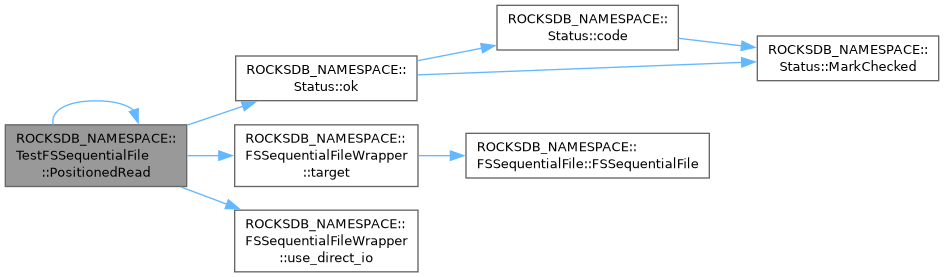 ROCKSDB_NAMESPACE::
TestFSSequentialFile
::PositionedRead
ROCKSDB_NAMESPACE::
Status::ok
ROCKSDB_NAMESPACE::
Status::code
ROCKSDB_NAMESPACE::
Status::MarkChecked
ROCKSDB_NAMESPACE::
FSSequentialFileWrapper
::target
ROCKSDB_NAMESPACE::
FSSequentialFile::FSSequentialFile
ROCKSDB_NAMESPACE::
FSSequentialFileWrapper
::use_direct_io